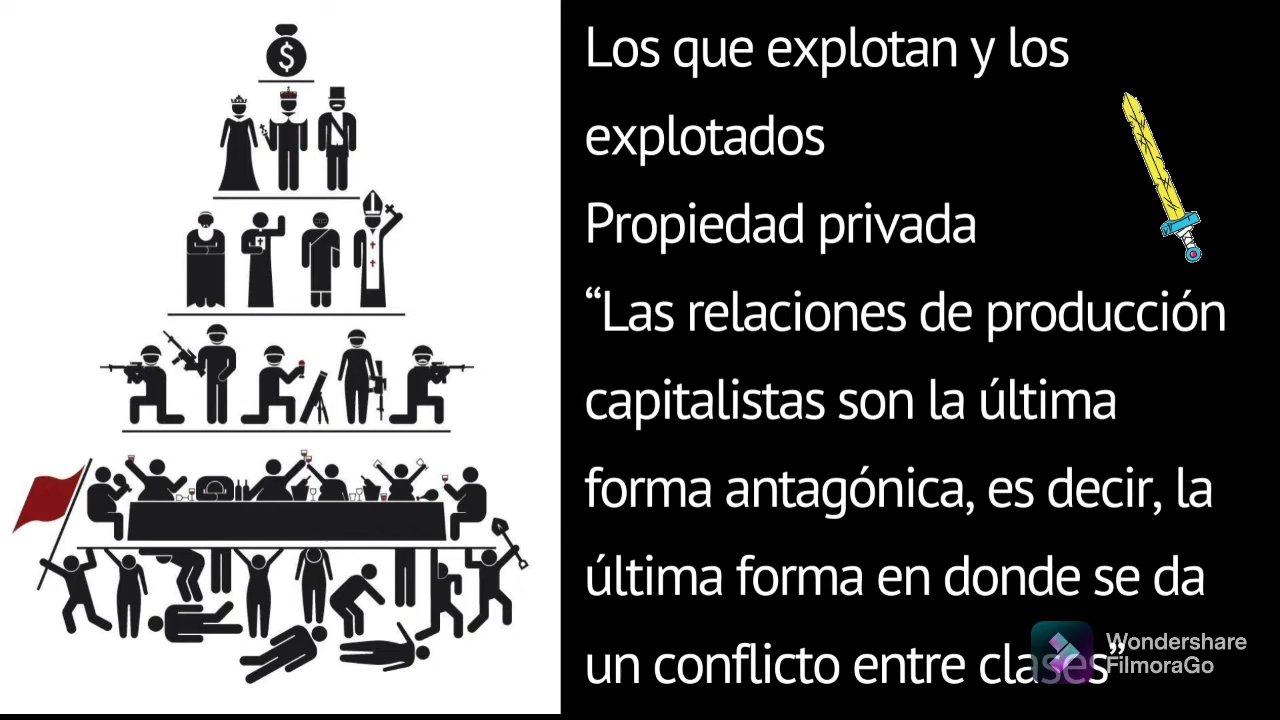 $
Los que explotan y los
explotados
Propiedad privada
“Las relaciones de producción
capitalistas son la última
forma antagónica, es decir, la
última forma en donde se da
un conflicto entre clases”
Wondershare
FilmoraGo